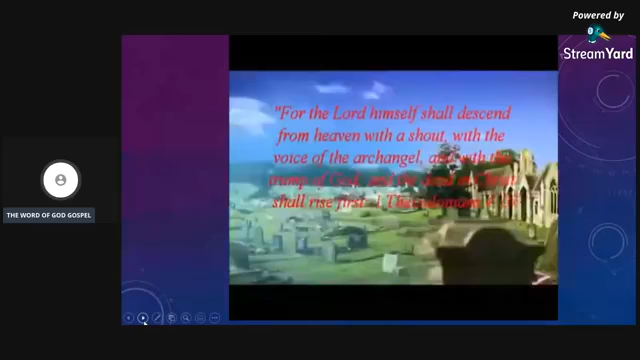 Powered by
StreamYard
"For the Lord himself shall descend
from heaven with a shout, with the
voice of the archangel, and with the
trump of God, and the dead in Christ
shall rise first. I Thessalonians
THE WORD OF GOD GOSPEL